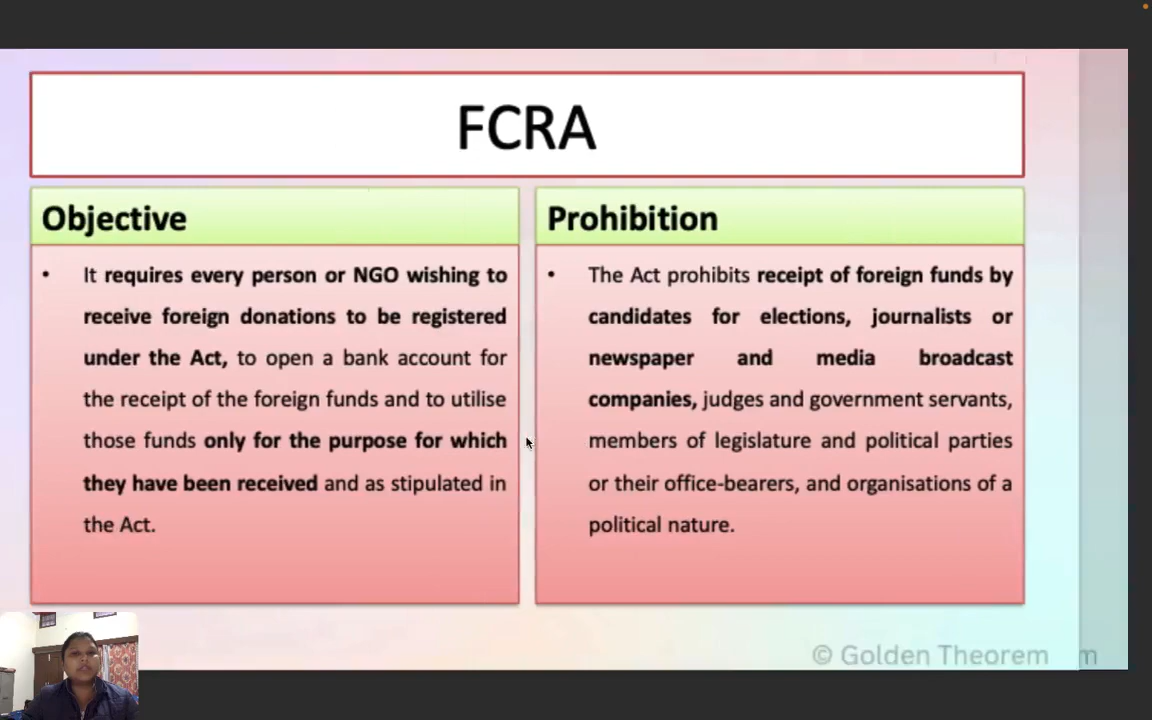 FCRA
Objective
• It requires every person or NGO wishing to
receive foreign donations to be registered
under the Act, to open a bank account for
the receipt of the foreign funds and to utilise
those funds only for the purpose for which
they have been received and as stipulated in
the Act.
Prohibition
• The Act prohibits receipt of foreign funds by
candidates for elections, journalists or
newspaper and media broadcast
companies, judges and government servants,
members of legislature and political parties
or their office-bearers, and organisations of a
political nature.
© Golden Theorem m